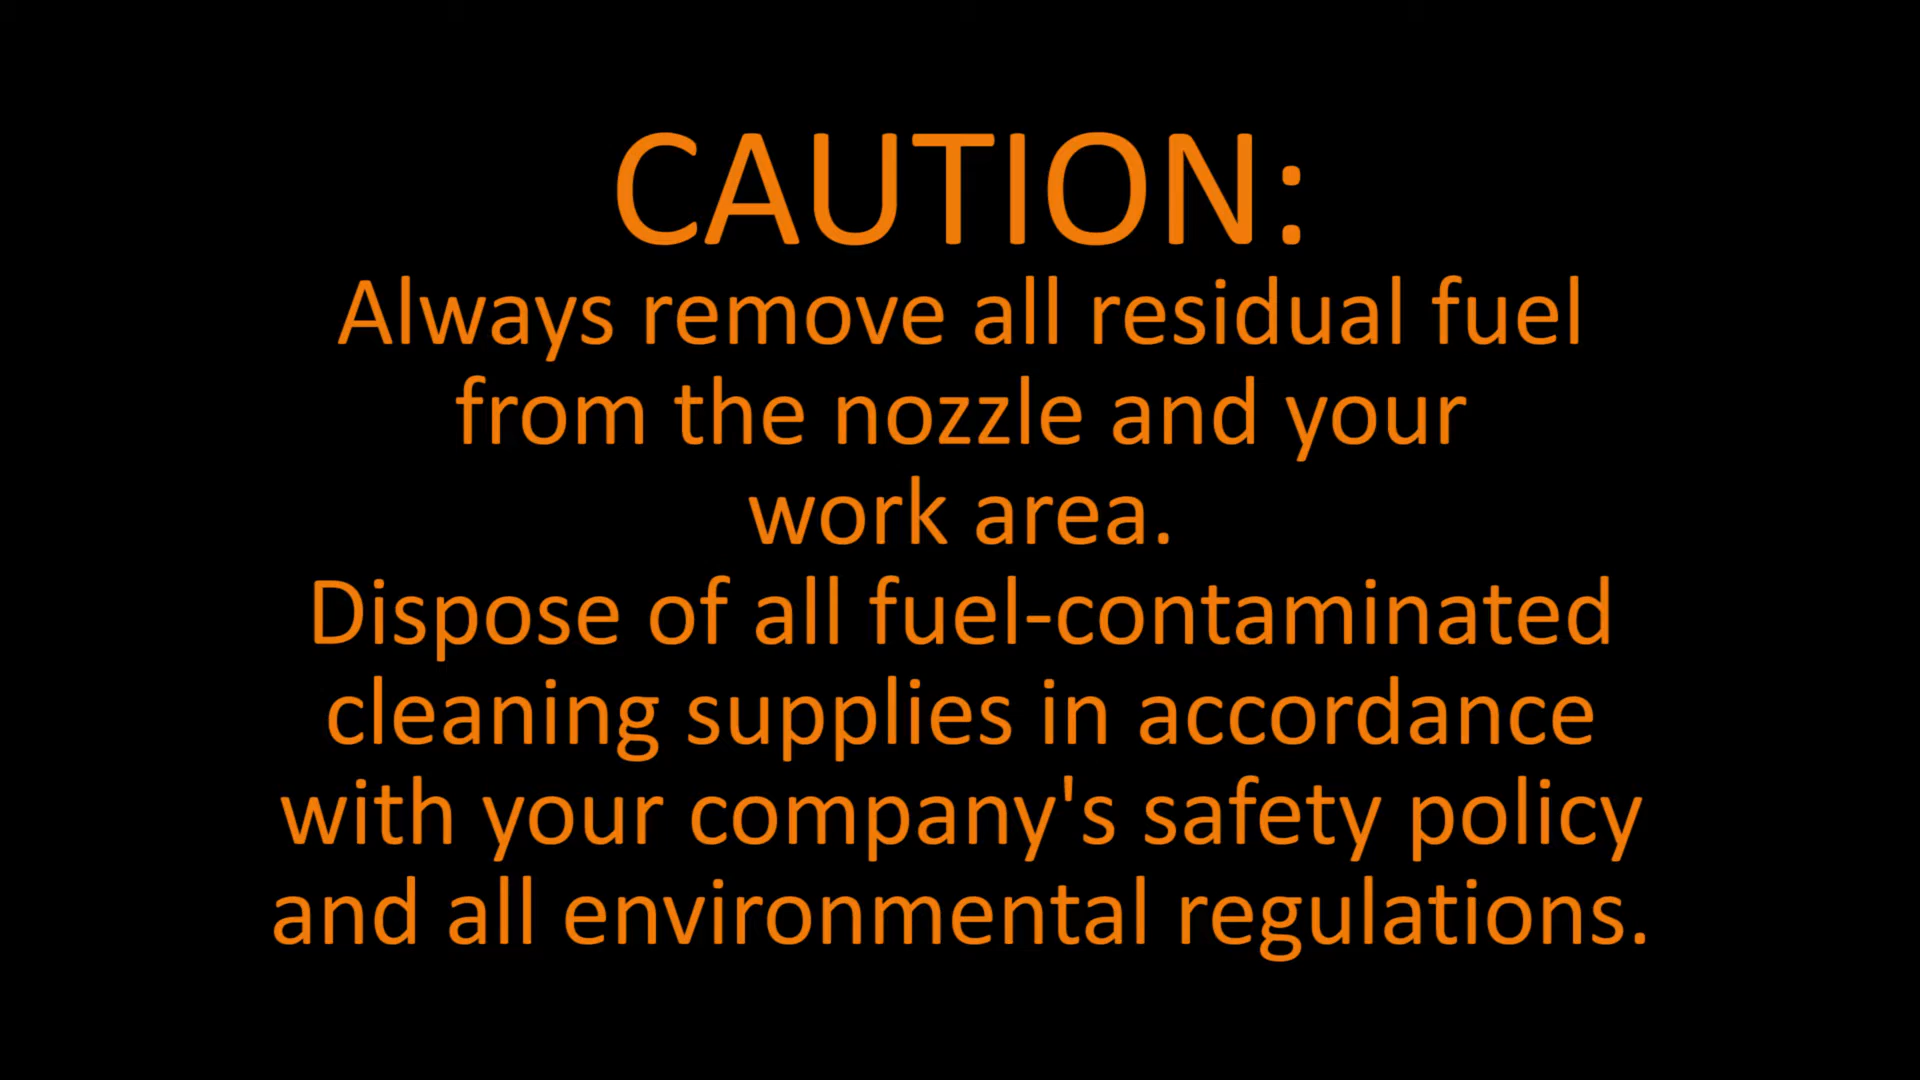 CAUTION:
Always remove all residual fuel
from the nozzle and your
work area.
Dispose of all fuel-contaminated
cleaning supplies in accordance
with your company's safety policy
and all environmental regulations.